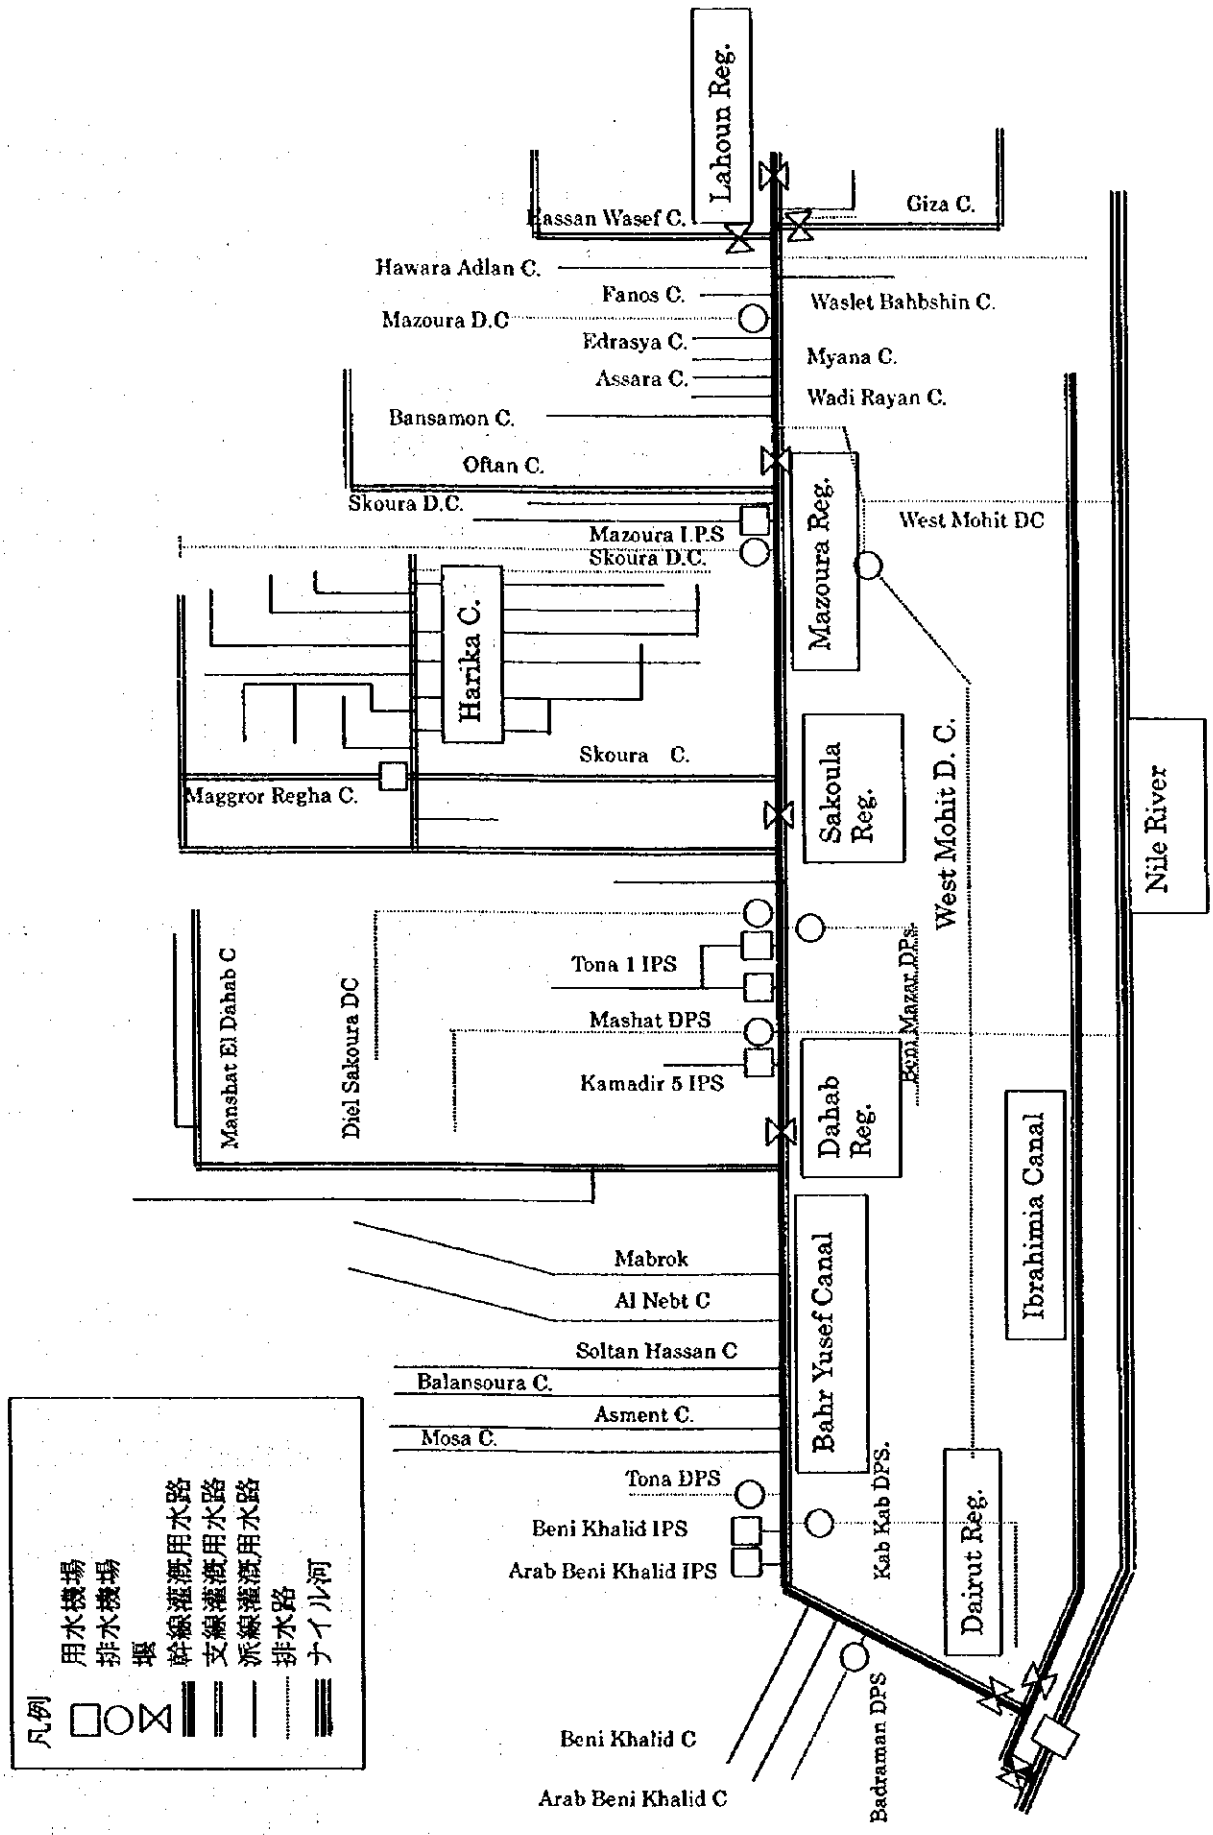 Lahoun Reg.
Hassan Wasef C.
Giza C.
Hawara Adlan C.
Fanos C.
Waslet Bahbshin C.
Mazoura D.C
Edrasya C.
Myana C.
Assara C.
Wadi Rayan C.
Bansamon C.
Oftan C.
Skoura D.C.
Mazoura Reg.
West Mohit DC
Mazoura I.P.S
Skoura D.C.
Harika C.
Skoura C.
Maggror Regha C.
Sakoula
Reg.
West Mohit D. C.
Nile River
Manshat El Dahab C
Diel Sakoura DC
Tona 1 IPS
Beni Mazar DPs.
Mashat DPS
Kamadir 5 IPS
Dahab
Reg.
Ibrahimia Canal
Bahr Yusef Canal
Mabrok
Al Nebt C
Soltan Hassan C
Balansoura C.
Asment C.
Mosa C.
Tona DPS
Beni Khalid IPS
Arab Beni Khalid IPS
Kab Kab DPS.
Dairut Reg.
Beni Khalid C
Arab Beni Khalid C
Badraman DPS
凡例
用水機場
排水機場
堰
幹線灌漑用水路
支線灌漑用水路
派線灌漑用水路
排水路
ナイル河